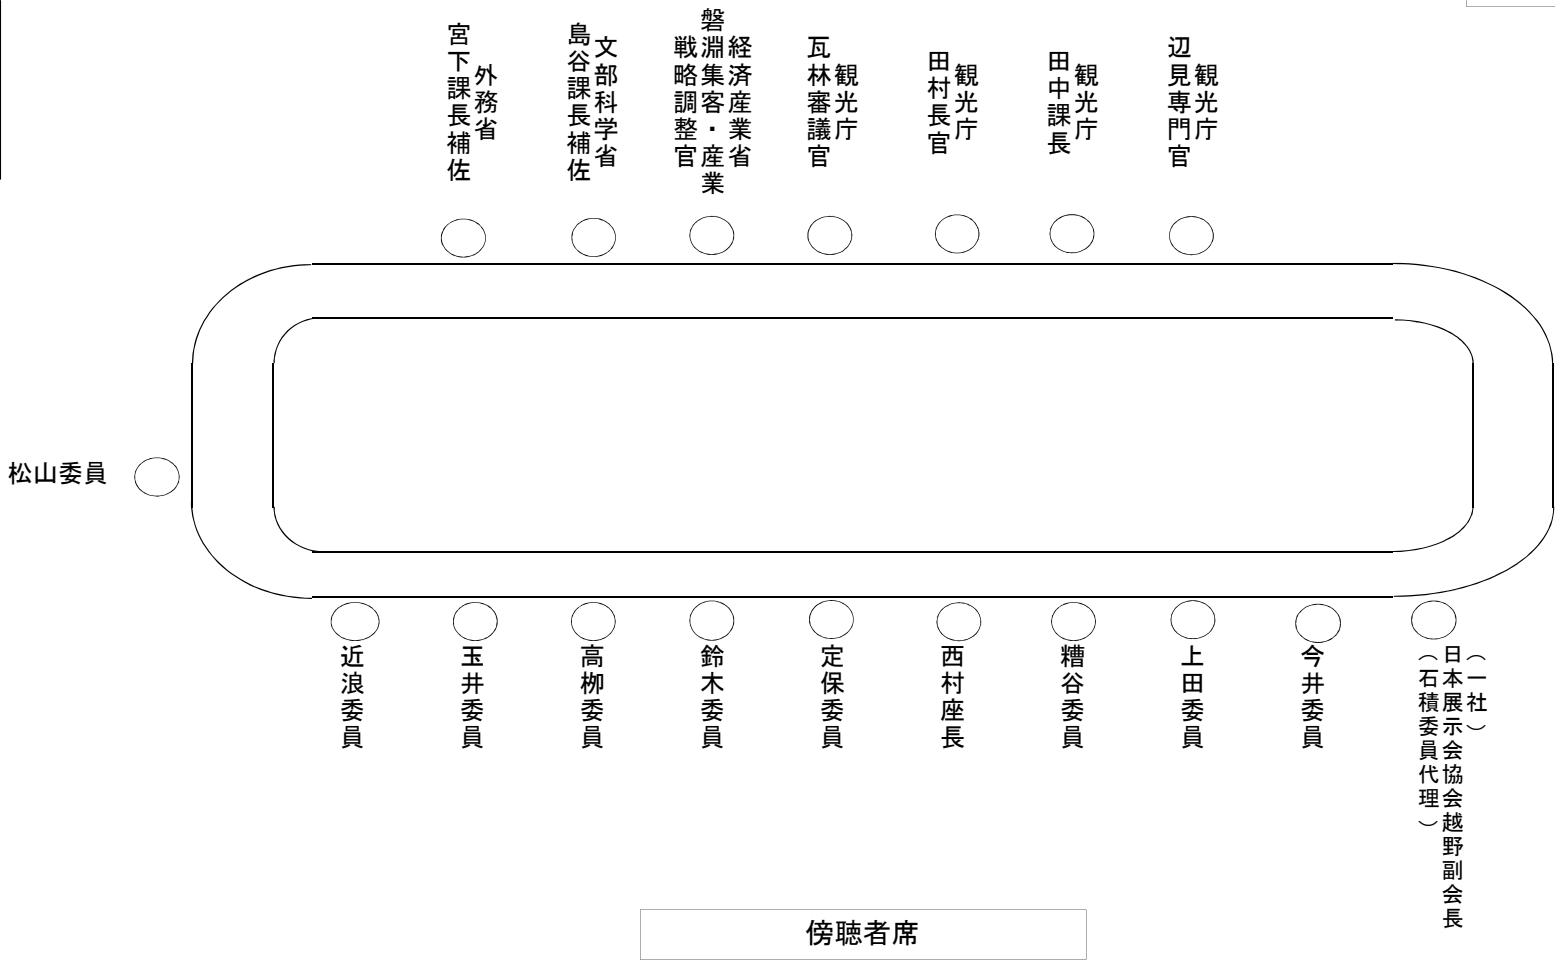 外務省
宮下課長補佐
文部科学省
島谷課長補佐
経済産業省
磐淵集客・産業
戦略調整官
観光庁
瓦林審議官
観光庁
田村長官
観光庁
田中課長
観光庁
辺見専門官
松山委員
近浪委員
玉井委員
高栁委員
鈴木委員
定保委員
西村座長
糟谷委員
上田委員
今井委員
（一社）
日本展示会協会越野副会長
（石積委員代理）
傍聴者席